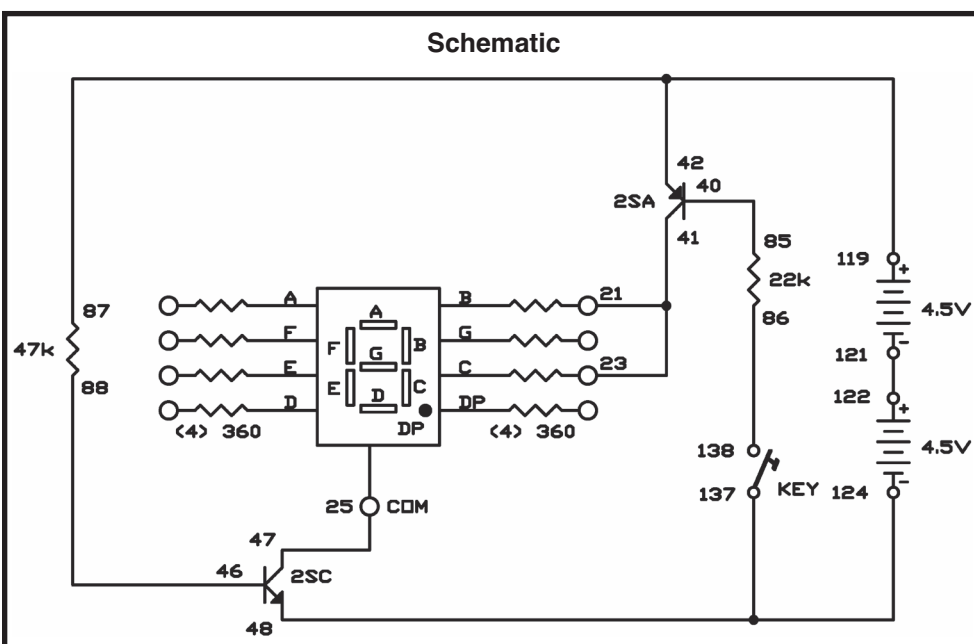 Schematic
42
40
2SA
41
85
22k
86
119
+
4.5V
-
121
122
+
4.5V
-
124
87
47k
88
A
B
21
F
G
E
C
23
D
DP
(4) 360
(4) 360
A
F
B
G
E
C
D
DP
138
137
KEY
25
COM
47
46
2SC
48